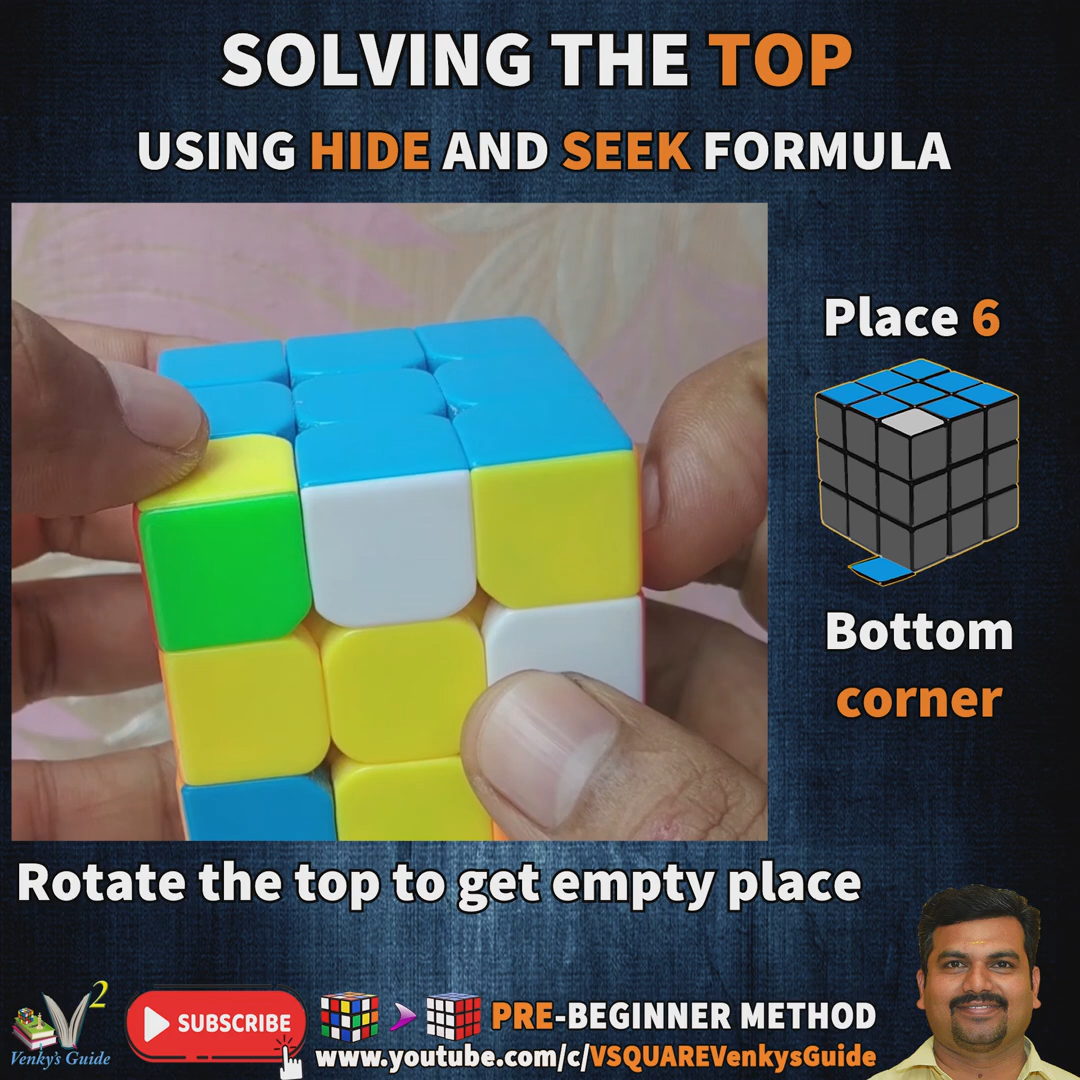 SOLVING THE TOP
USING HIDE AND SEEK FORMULA
Place 6
Bottom
corner
Rotate the top to get empty place
V 2
Venky's Guide
SUBSCRIBE
PRE-BEGINNER METHOD
www.youtube.com/c/VSQUAREVenkysGuide